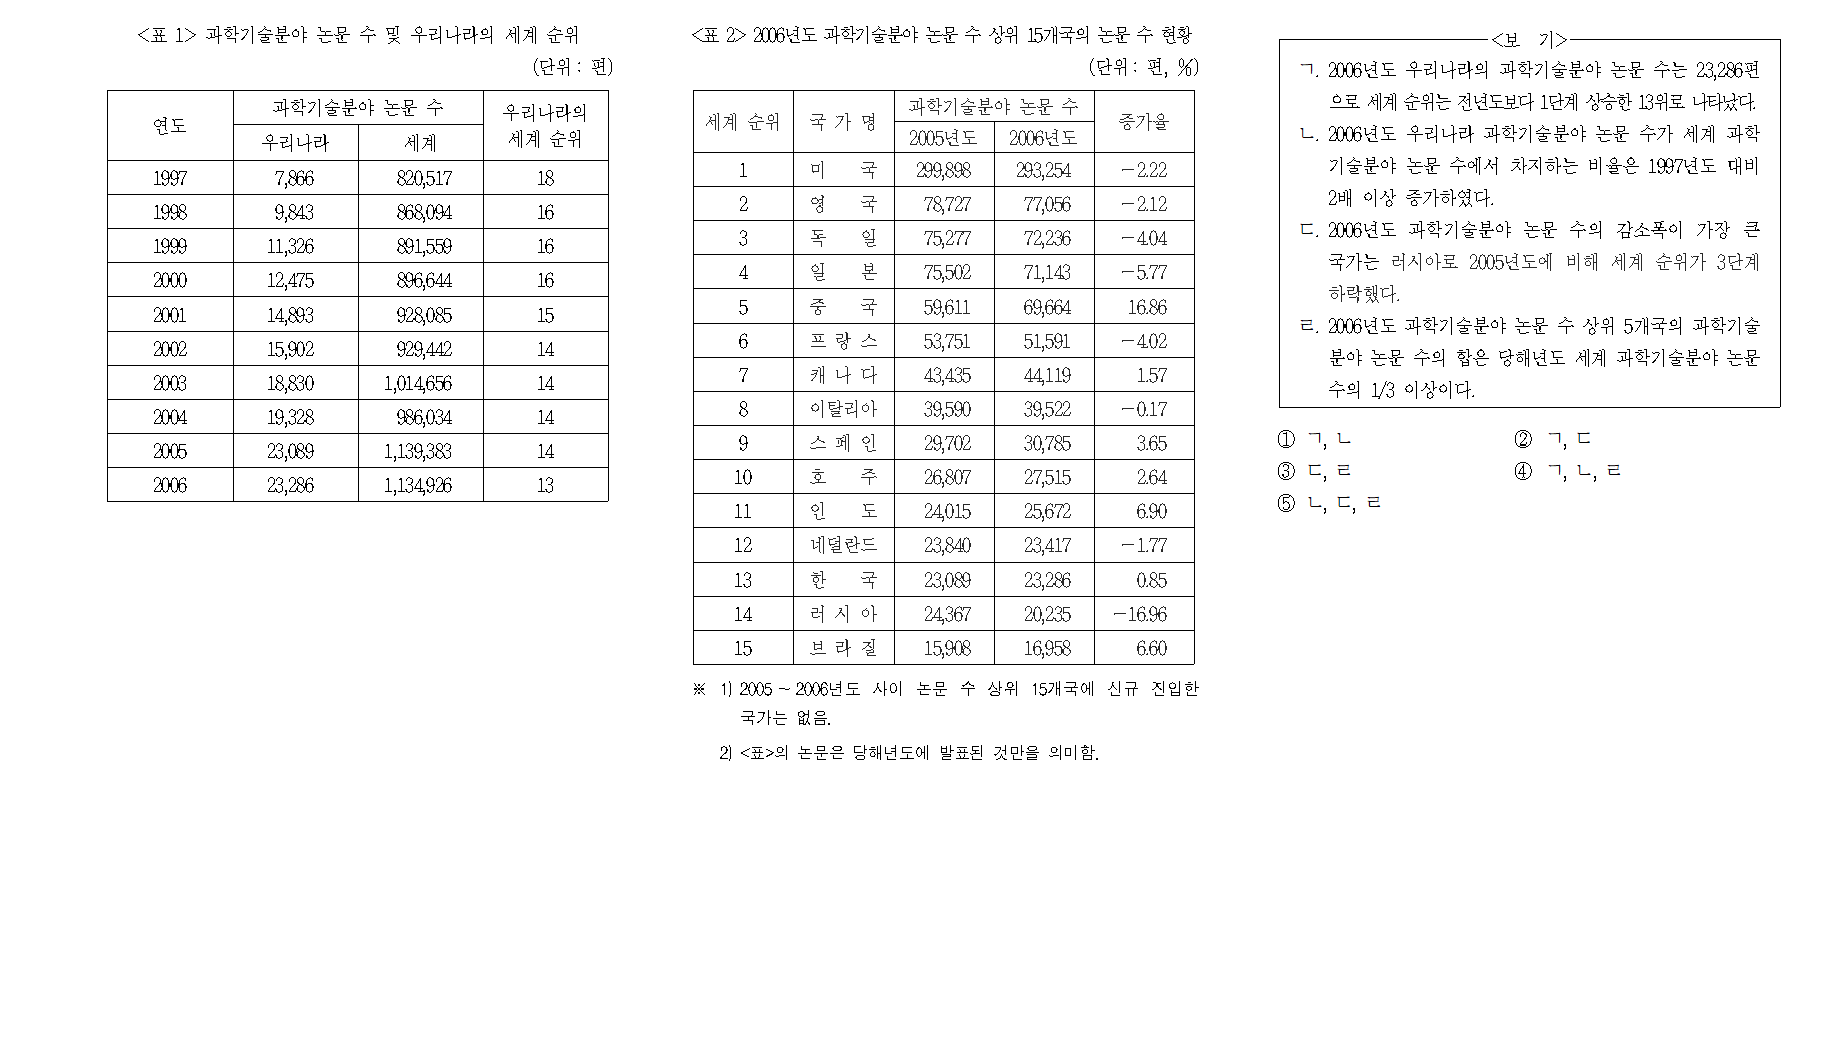 <표 1> 과학기술분야 논문 수 및 우리나라의 세계 순위
(단위 : 편)
연도 과학기술분야 논문 수 우리나라의 세계 순위
우리나라 세계
1997 7,866 820,517 18
1998 9,843 868,094 16
1999 11,326 891,559 16
2000 12,475 896,644 16
2001 14,893 928,085 15
2002 15,902 929,442 14
2003 18,830 1,014,656 14
2004 19,328 986,034 14
2005 23,089 1,139,383 14
2006 23,286 1,134,926 13
<표 2> 2006년도 과학기술분야 논문 수 상위 15개국의 논문 수 현황
(단위 : 편, %)
세계 순위 국가명 과학기술분야 논문 수 증가율
2005년도 2006년도
1 미 국 299,898 293,254 -2.22
2 영 국 78,727 77,056 -2.12
3 독 일 75,277 72,236 -4.04
4 일 본 75,502 71,143 -5.77
5 중 국 59,611 69,664 16.86
6 프랑스 53,751 51,591 -4.02
7 캐나다 43,435 44,119 1.57
8 이탈리아 39,590 39,522 -0.17
9 스페인 29,702 30,785 3.65
10 호 주 26,807 27,515 2.64
11 인 도 24,015 25,672 6.90
12 네덜란드 23,840 23,417 -1.77
13 한 국 23,089 23,286 0.85
14 러시아 24,367 20,235 -16.96
15 브라질 15,908 16,958 6.60
※ 1) 2005 ~ 2006년도 사이 논문 수 상위 15개국에 신규 진입한
국가는 없음.
2) <표>의 논문은 당해년도에 발표된 것만을 의미함.
<보 기>
ㄱ. 2006년도 우리나라의 과학기술분야 논문 수는 23,286편
으로 세계 순위는 전년도보다 1단계 상승한 13위로 나타났다.
ㄴ. 2006년도 우리나라 과학기술분야 논문 수가 세계 과학
기술분야 논문 수에서 차지하는 비율은 1997년도 대비
2배 이상 증가하였다.
ㄷ. 2006년도 과학기술분야 논문 수의 감소폭이 가장 큰
국가는 러시아로 2005년도에 비해 세계 순위가 3단계
하락했다.
ㄹ. 2006년도 과학기술분야 논문 수 상위 5개국의 과학기술
분야 논문 수의 합은 당해년도 세계 과학기술분야 논문
수의 1/3 이상이다.
① ㄱ, ㄴ ② ㄱ, ㄷ
③ ㄷ, ㄹ ④ ㄱ, ㄴ, ㄹ
⑤ ㄴ, ㄷ, ㄹ